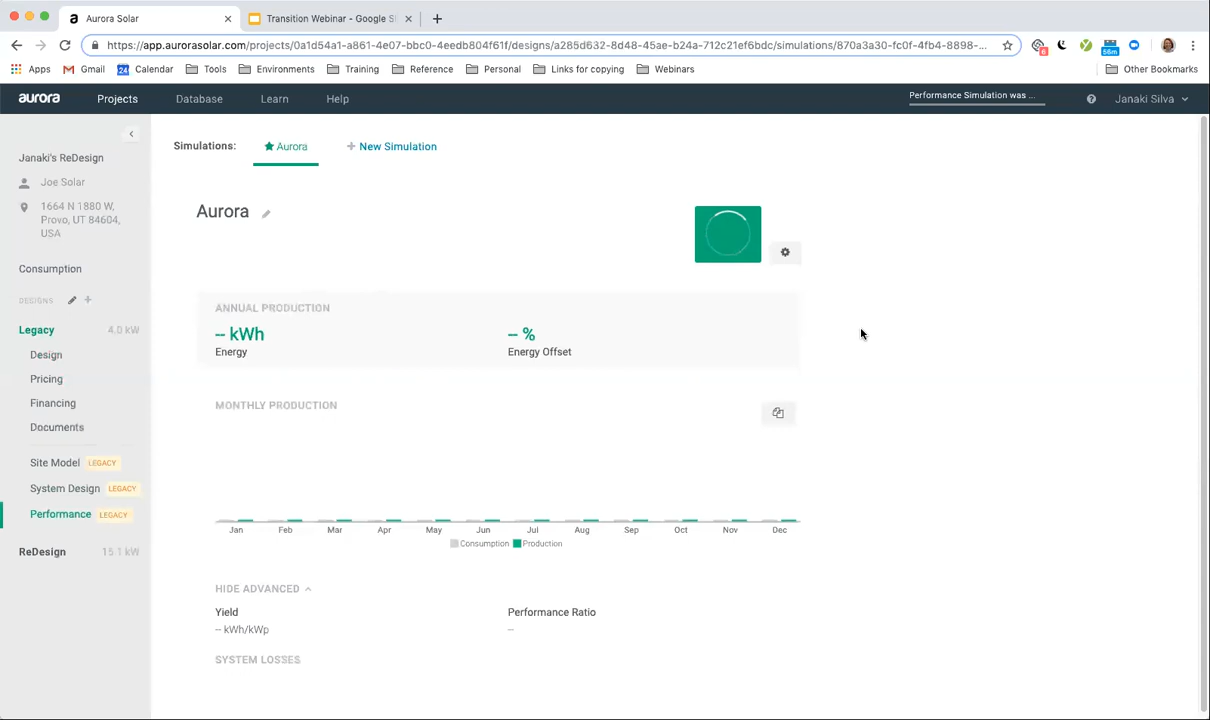 Aurora Solar
Transition Webinar - Google Sl
https://app.aurorasolar.com/projects/0a1d54a1-a861-4e07-bbc0-4eedb804f61f/designs/a285d632-8d48-45ae-b24a-712c21ef6bdc/simulations/870a3a30-fc0f-4fb4-8898-...
6
56m
Apps
Gmail
24
Calendar
Tools
Environments
Training
Reference
Personal
Links for copying
Webinars
Other Bookmarks
aurora
Projects
Database
Learn
Help
Performance Simulation was ...
Janaki Silva
Janaki's ReDesign
Joe Solar
1664 N 1880 W,
Provo, UT 84604,
USA
Consumption
DESIGNS
Legacy 4.0 kW
Design
Pricing
Financing
Documents
Site Model LEGACY
System Design LEGACY
Performance LEGACY
ReDesign 15.1 kW
Simulations:
Aurora
+ New Simulation
Aurora
ANNUAL PRODUCTION
-- kWh
Energy
-- %
Energy Offset
MONTHLY PRODUCTION
Jan Feb Mar Apr May Jun Jul Aug Sep Oct Nov Dec
Consumption Production
HIDE ADVANCED
Yield
-- kWh/kWp
Performance Ratio
--
SYSTEM LOSSES